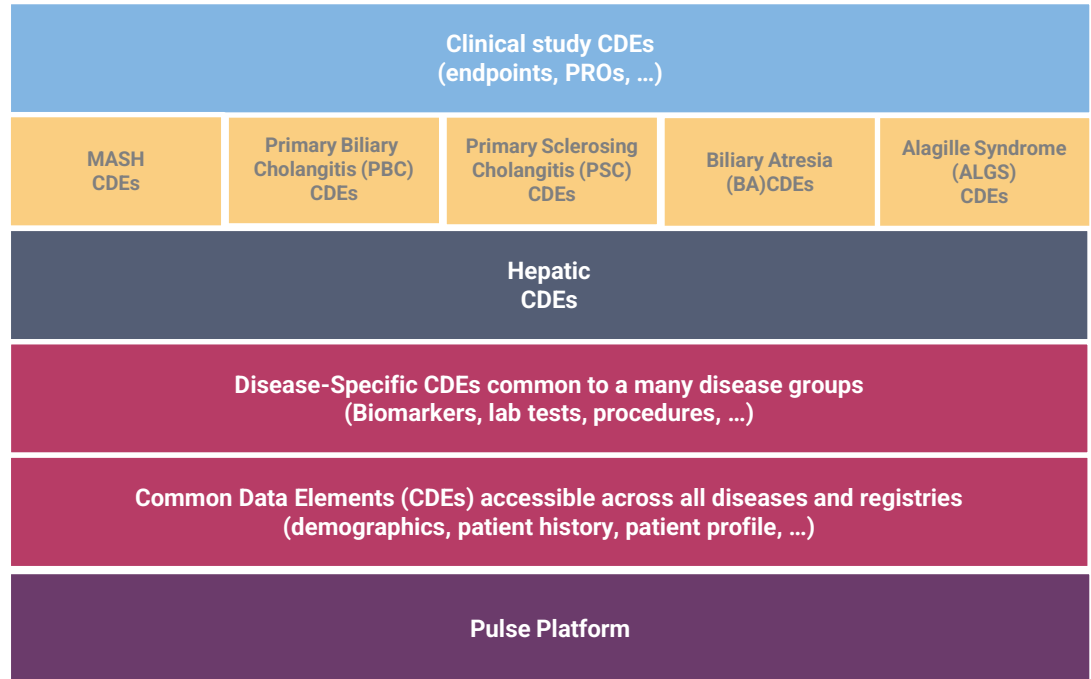 Clinical study CDEs
(endpoints, PROs, …)
MASH
CDEs
Primary Biliary
Cholangitis (PBC)
CDEs
Primary Sclerosing
Cholangitis (PSC)
CDEs
Biliary Atresia
(BA)CDEs
Alagille Syndrome
(ALGS)
CDEs
Hepatic
CDEs
Disease-Specific CDEs common to a many disease groups
(Biomarkers, lab tests, procedures, …)
Common Data Elements (CDEs) accessible across all diseases and registries
(demographics, patient history, patient profile, …)
Pulse Platform